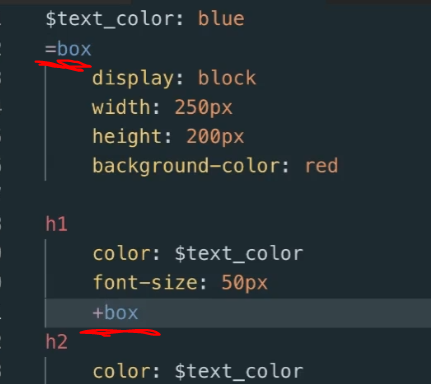 $text_color: blue
=box
display: block
width: 250px
height: 200px
background-color: red
h1
color: $text_color
font-size: 50px
+box
h2
color: $text_color